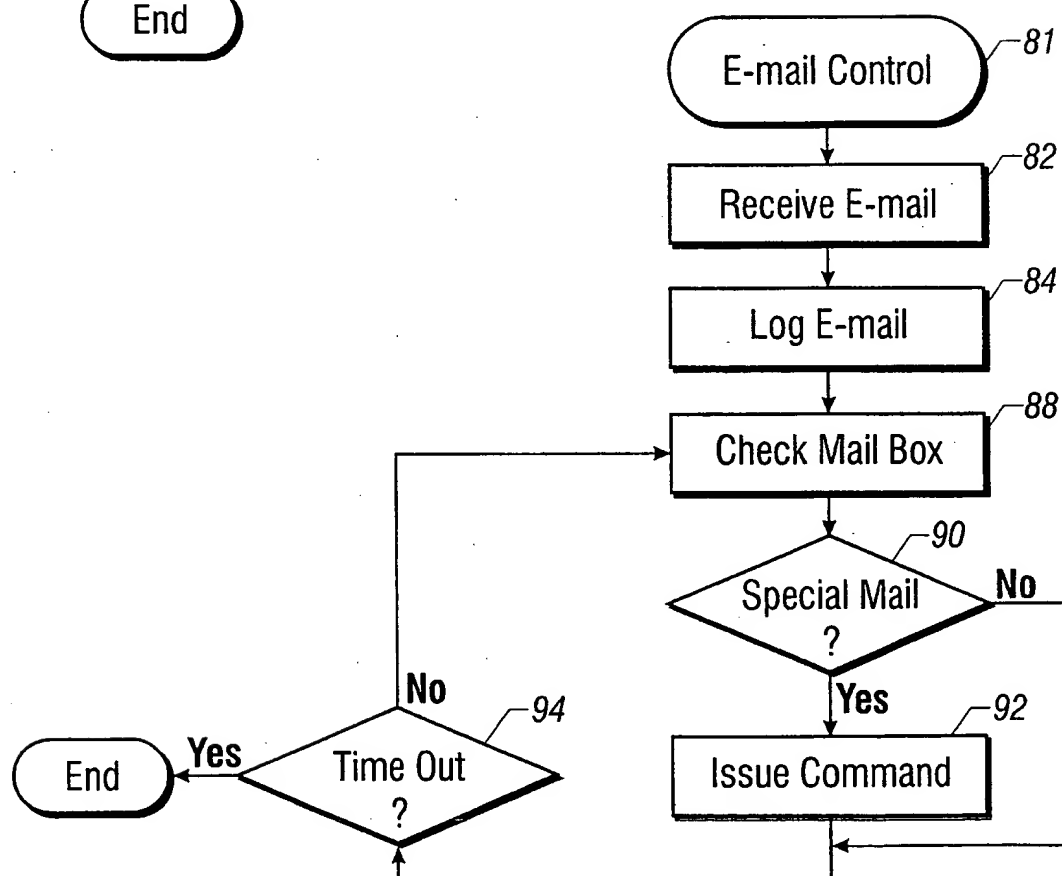 End
E-mail Control
81
Receive E-mail
82
Log E-mail
84
Check Mail Box
88
Special Mail
?
90
No
Yes
Issue Command
92
Time Out
?
94
No
Yes
End